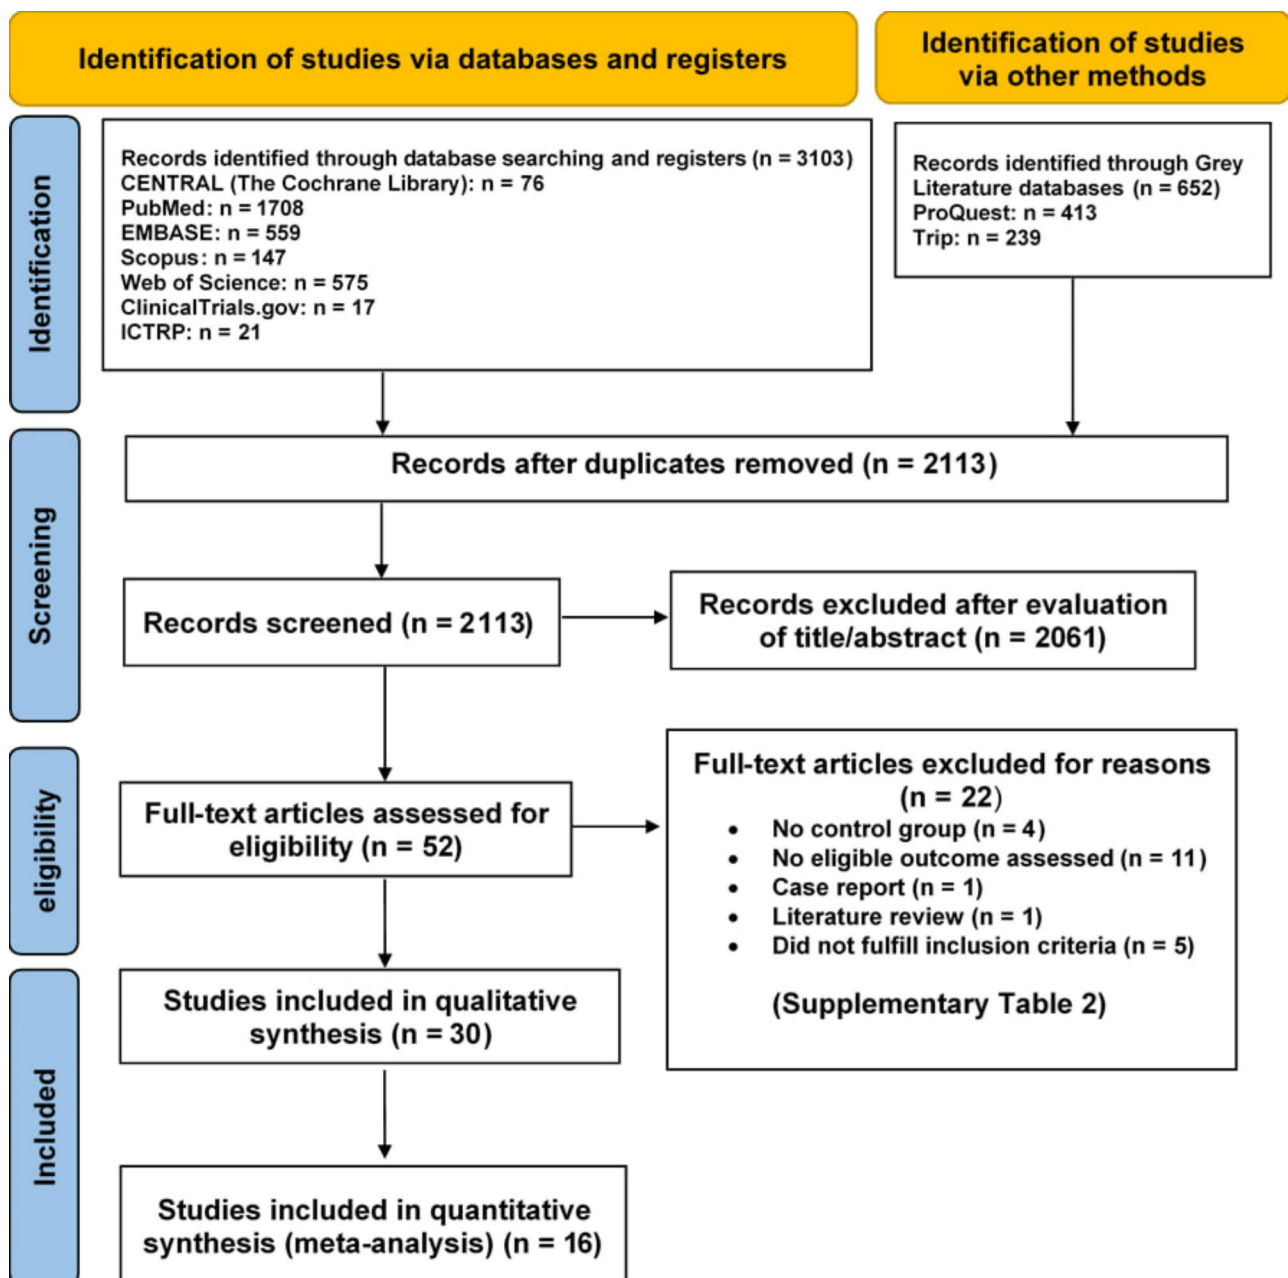 Identification of studies via databases and registers
Identification of studies
via other methods
Identification
Records identified through database searching and registers (n = 3103)
CENTRAL (The Cochrane Library): n = 76
PubMed: n = 1708
EMBASE: n = 559
Scopus: n = 147
Web of Science: n = 575
ClinicalTrials.gov: n = 17
ICTRP: n = 21
Records identified through Grey
Literature databases (n = 652)
ProQuest: n = 413
Trip: n = 239
Screening
Records after duplicates removed (n = 2113)
Records screened (n = 2113)
Records excluded after evaluation
of title/abstract (n = 2061)
eligibility
Full-text articles assessed for
eligibility (n = 52)
Full-text articles excluded for reasons
(n = 22)
• No control group (n = 4)
• No eligible outcome assessed (n = 11)
• Case report (n = 1)
• Literature review (n = 1)
• Did not fulfill inclusion criteria (n = 5)
(Supplementary Table 2)
Included
Studies included in qualitative
synthesis (n = 30)
Studies included in quantitative
synthesis (meta-analysis) (n = 16)